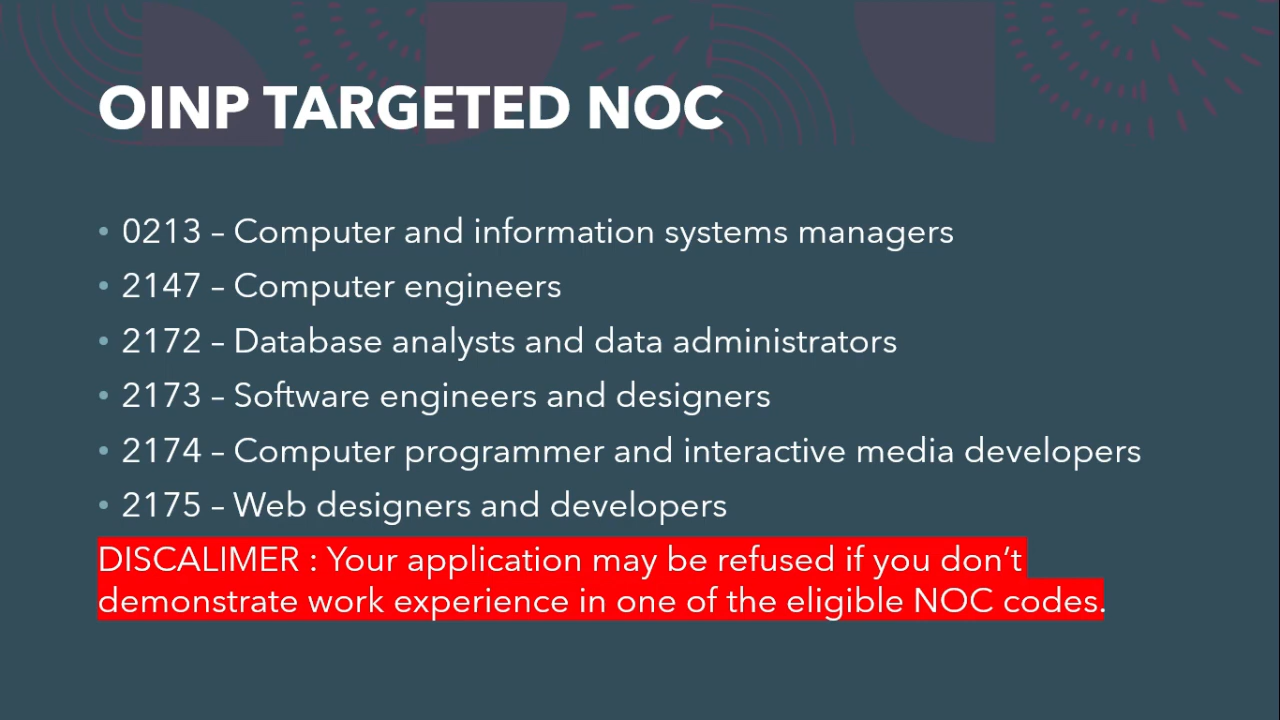 OINP TARGETED NOC
• 0213 – Computer and information systems managers
• 2147 – Computer engineers
• 2172 – Database analysts and data administrators
• 2173 – Software engineers and designers
• 2174 – Computer programmer and interactive media developers
• 2175 – Web designers and developers
DISCALIMER : Your application may be refused if you don’t
demonstrate work experience in one of the eligible NOC codes.